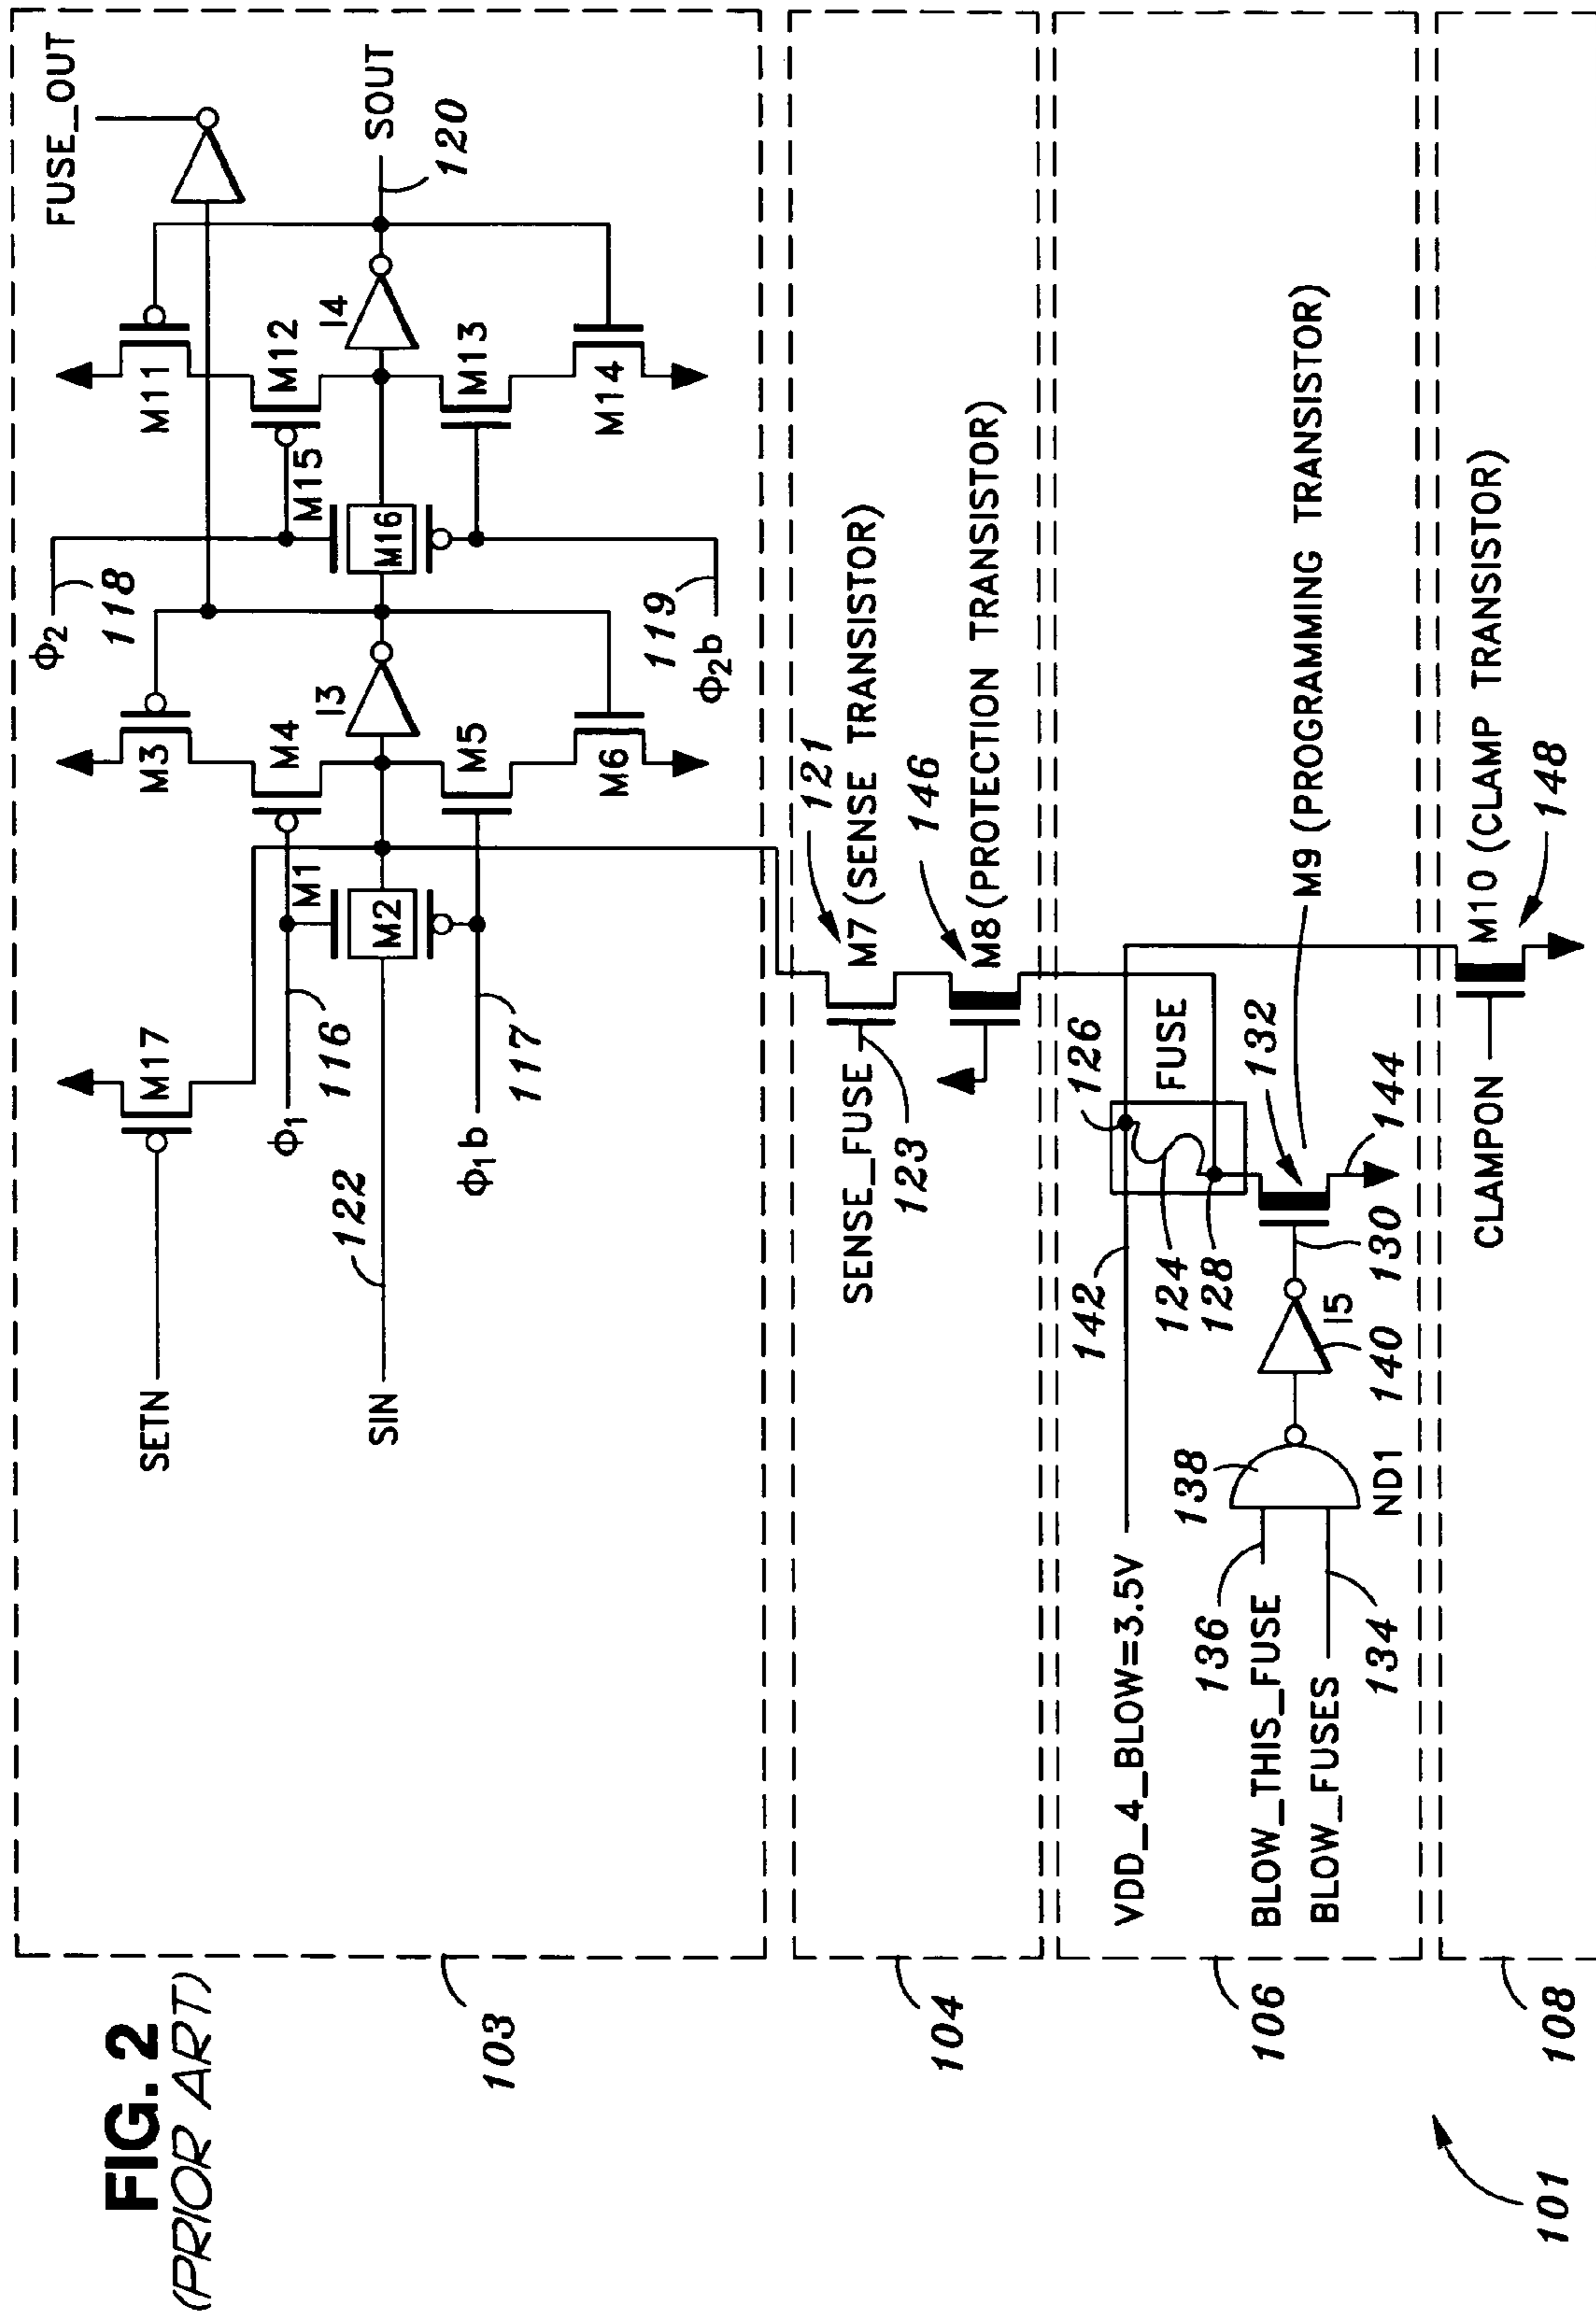 FIG. 2
(PRIOR ART)
101
103
SETN
M17
SIN
122
ϕ1
116
ϕ1b
117
M1
M2
M3
M4
M5
M6
I3
ϕ2
118
ϕ2b
119
M15
M16
M11
M12
M13
M14
I4
FUSE_OUT
SOUT
120
104
SENSE_FUSE
123
M7 (SENSE TRANSISTOR)
121
146
M8 (PROTECTION TRANSISTOR)
106
VDD_4_BLOW=3.5V
142
126
FUSE
124
128
132
M9 (PROGRAMMING TRANSISTOR)
BLOW_THIS_FUSE
136
BLOW_FUSES
134
138
ND1
140
I5
130
144
108
CLAMPON
M10 (CLAMP TRANSISTOR)
148